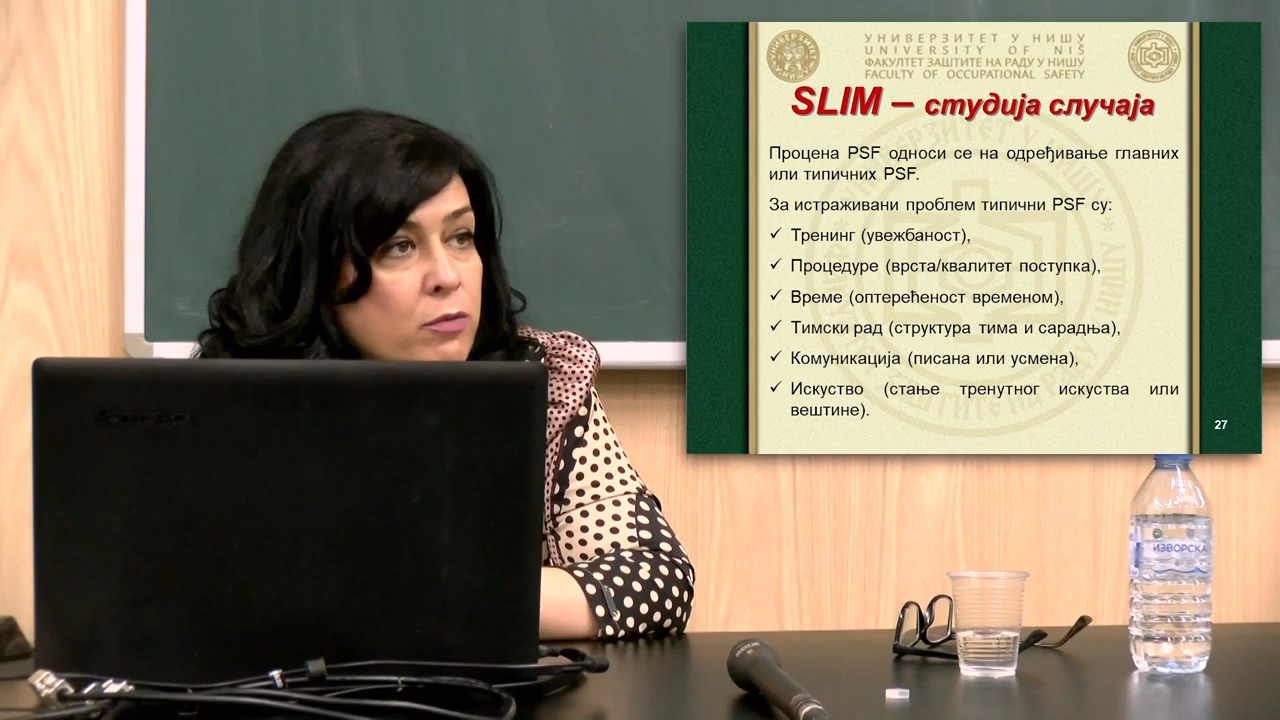 УНИВЕРЗИТЕТ У НИШУ
UNIVERSITY OF NIŠ
ФАКУЛТЕТ ЗАШТИТЕ НА РАДУ У НИШУ
FACULTY OF OCCUPATIONAL SAFETY
SLIM – студија случаја
Процена PSF односи се на одређивање главних
или типичних PSF.
За истраживани проблем типични PSF су:
✓ Тренинг (увежбаност),
✓ Процедуре (врста/квалитет поступка),
✓ Време (оптерећеност временом),
✓ Тимски рад (структура тима и сарадња),
✓ Комуникација (писана или усмена),
✓ Искуство (стање тренутног искуства или
вештине).
27
ИЗВОРСКА